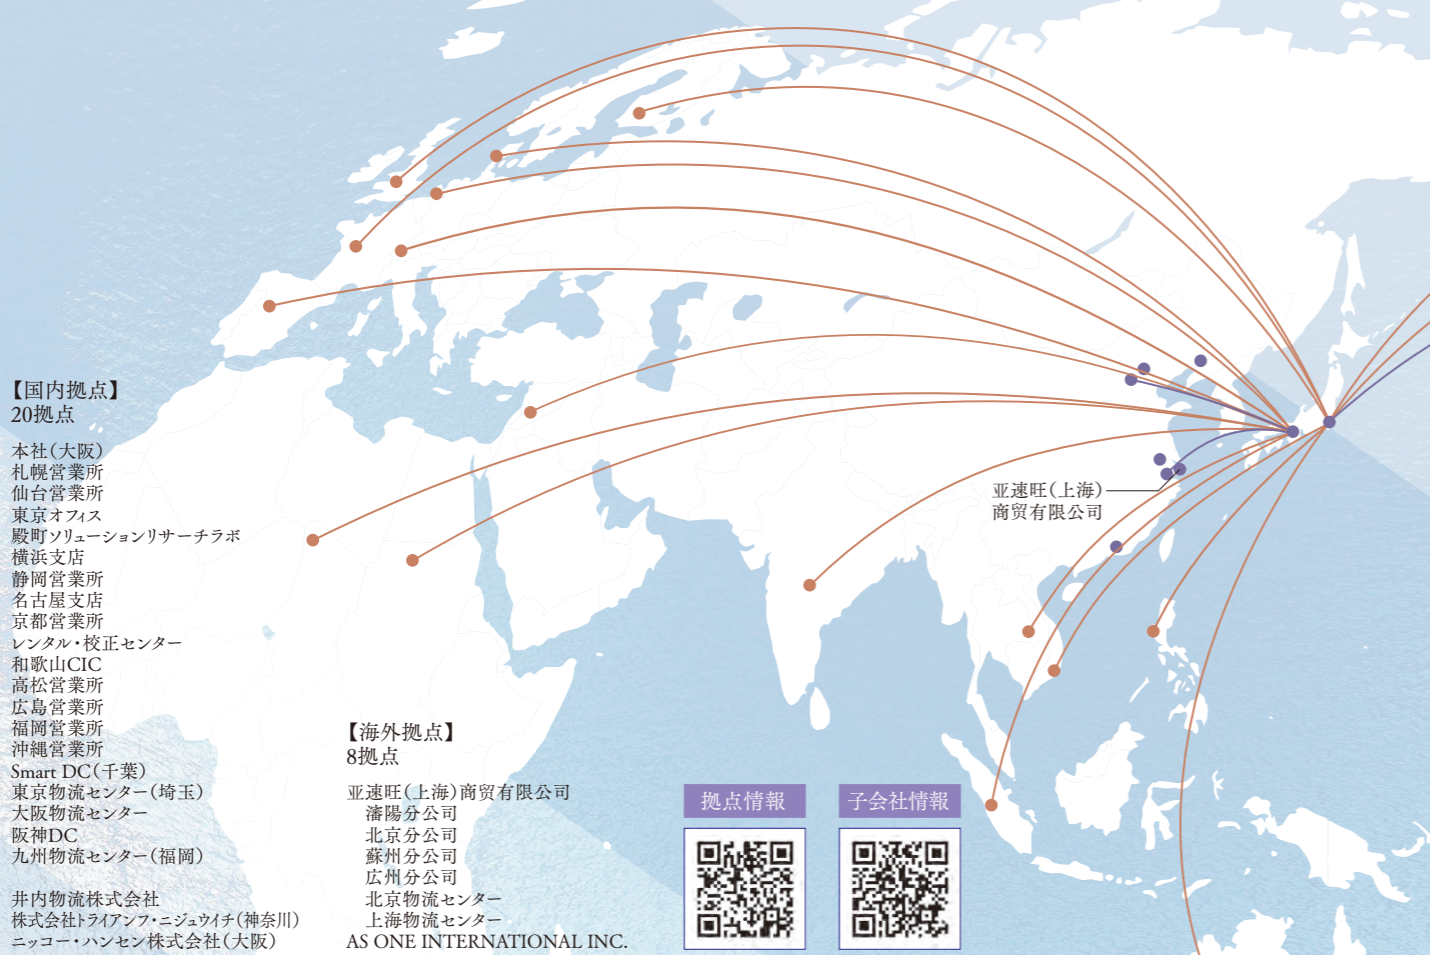 【国内拠点】
20拠点
本社（大阪）
札幌営業所
仙台営業所
東京オフィス
殿町ソリューションリサーチラボ
横浜支店
静岡営業所
名古屋支店
京都営業所
レンタル・校正センター
和歌山CIC
高松営業所
広島営業所
福岡営業所
沖縄営業所
Smart DC（千葉）
東京物流センター（埼玉）
大阪物流センター
阪神DC
九州物流センター（福岡）
井内物流株式会社
株式会社トライアンフ・ニジュウイチ（神奈川）
ニッコー・ハンセン株式会社（大阪）
【海外拠点】
8拠点
亚速旺（上海）商贸有限公司
瀋陽分公司
北京分公司
蘇州分公司
広州分公司
北京物流センター
上海物流センター
AS ONE INTERNATIONAL INC.
拠点情報
子会社情報
亚速旺（上海）
商贸有限公司